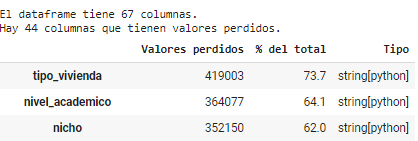 El dataframe tiene 67 columnas.
Hay 44 columnas que tienen valores perdidos.
Valores perdidos % del total Tipo
tipo_vivienda 419003 73.7 string[python]
nivel_academico 364077 64.1 string[python]
nicho 352150 62.0 string[python]